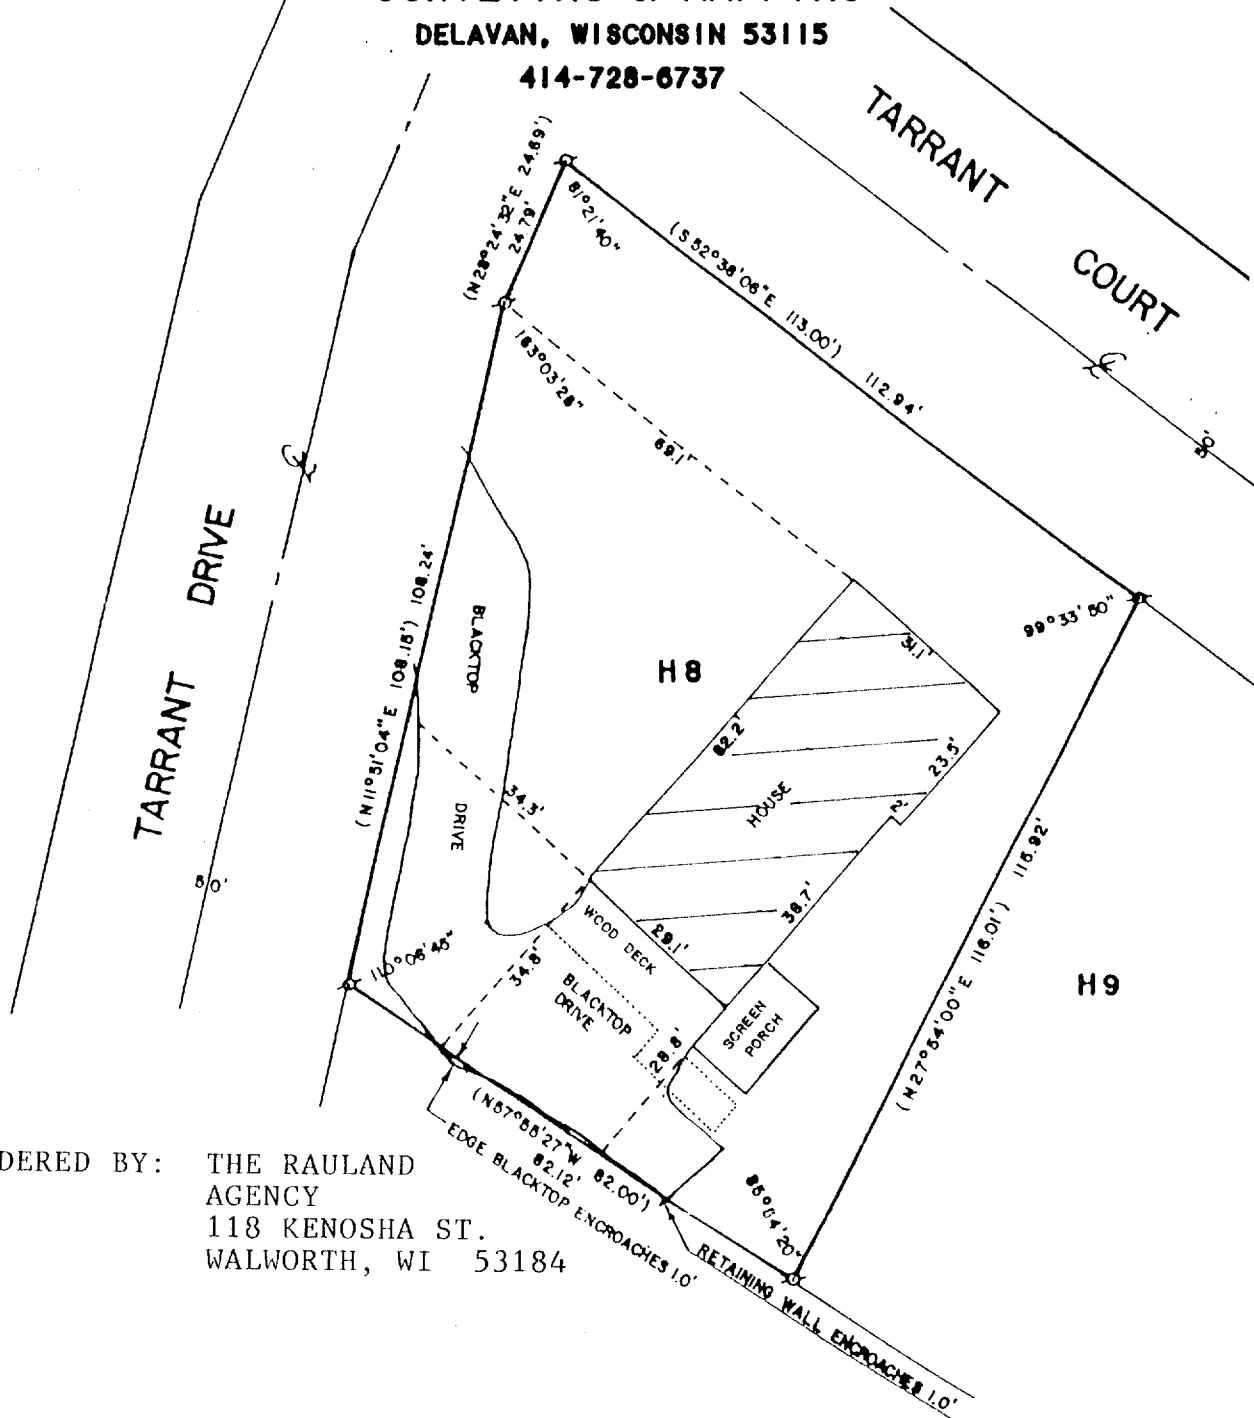 DELAVAN, WISCONSIN 53115
414-728-6737
TARRANT
COURT
50'
(N28°24'32"E 24.69')
24.79'
81°21'40"
(S52°38'06"E 113.00') 112.94'
163°03'28"
69.1'
TARRANT DRIVE
50'
(N11°51'04"E 108.15') 108.24'
BLACKTOP
DRIVE
H8
99°33'50"
31.1'
62.2'
23.5'
2'
HOUSE
34.3'
38.7'
WOOD DECK
29.1'
110°06'45"
34.8'
BLACKTOP
DRIVE
SCREEN
PORCH
28.8'
H9
(N27°54'00"E 116.01') 115.92'
(N57°55'27"W 82.00')
82.12'
EDGE BLACKTOP ENCROACHES 1.0'
85°54'20"
RETAINING WALL ENCROACHES 1.0'
DERED BY: THE RAULAND
AGENCY
118 KENOSHA ST.
WALWORTH, WI 53184